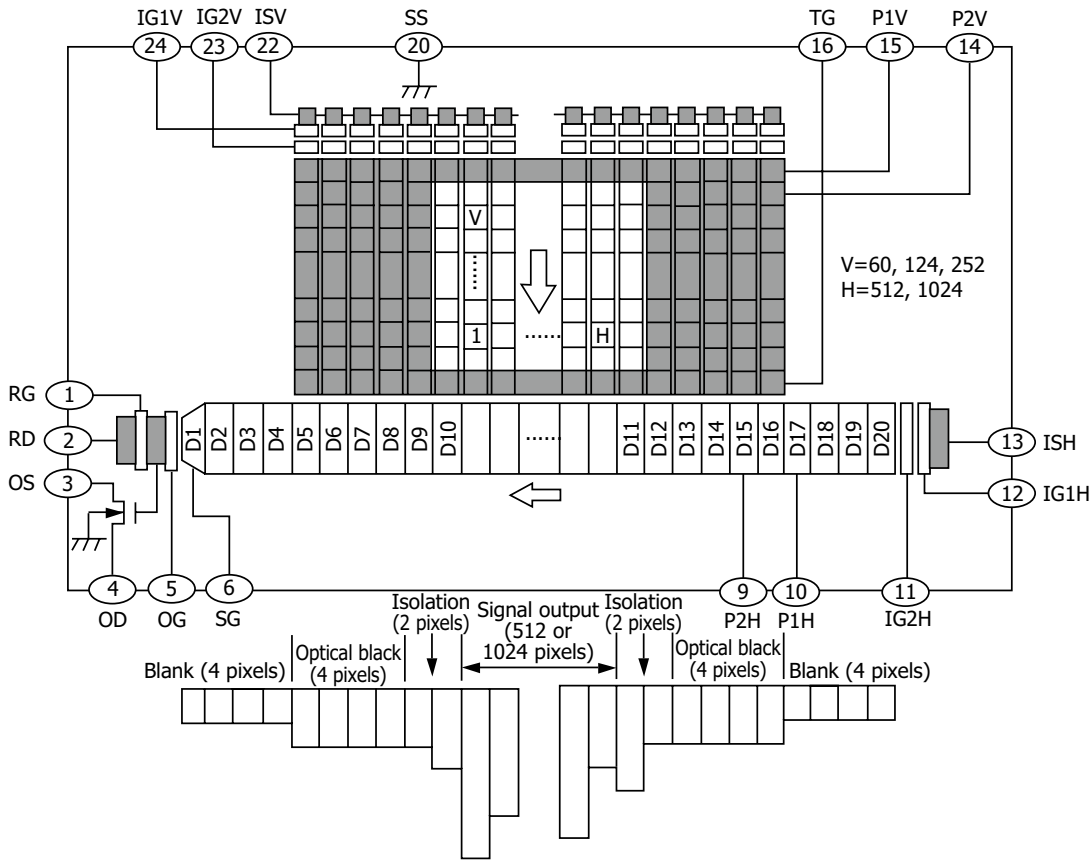 IG1V IG2V ISV SS TG P1V P2V
24 23 22 20 16 15 14
V
V=60, 124, 252
H=512, 1024
1 ...... H
RG 1
RD 2
OS 3
D1 D2 D3 D4 D5 D6 D7 D8 D9 D10 ...... D11 D12 D13 D14 D15 D16 D17 D18 D19 D20
13 ISH
12 IG1H
4 5 6 9 10 11
OD OG SG P2H P1H IG2H
Isolation
(2 pixels)
Signal output
(512 or
1024 pixels)
Isolation
(2 pixels)
Blank (4 pixels)
Optical black
(4 pixels)
Optical black
(4 pixels)
Blank (4 pixels)